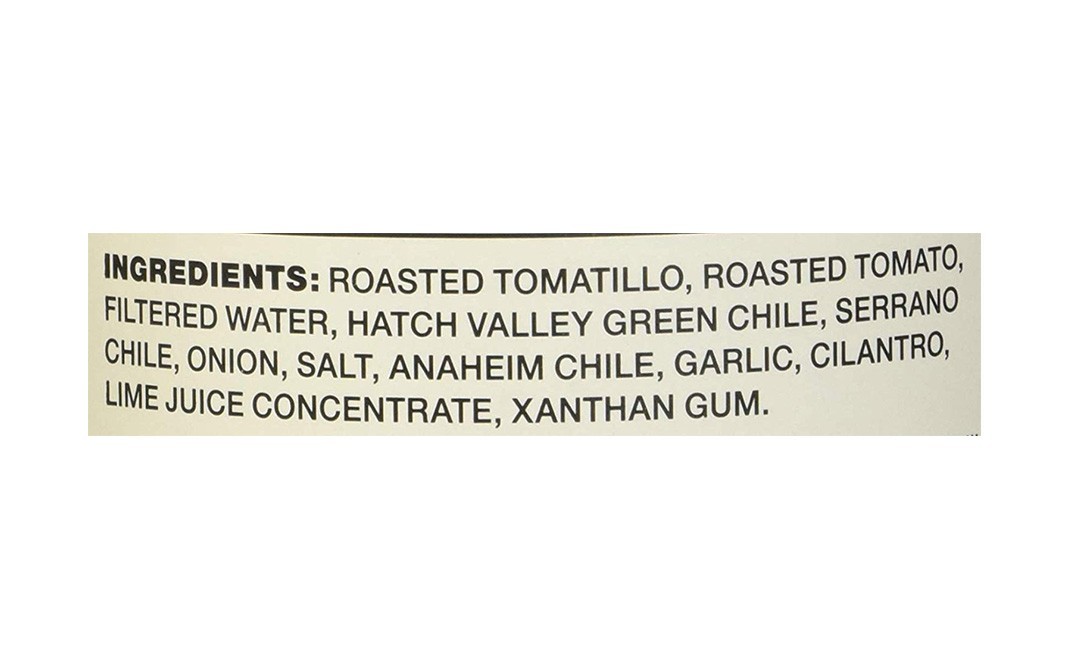 INGREDIENTS: ROASTED TOMATILLO, ROASTED TOMATO,
FILTERED WATER, HATCH VALLEY GREEN CHILE, SERRANO
CHILE, ONION, SALT, ANAHEIM CHILE, GARLIC, CILANTRO,
LIME JUICE CONCENTRATE, XANTHAN GUM.